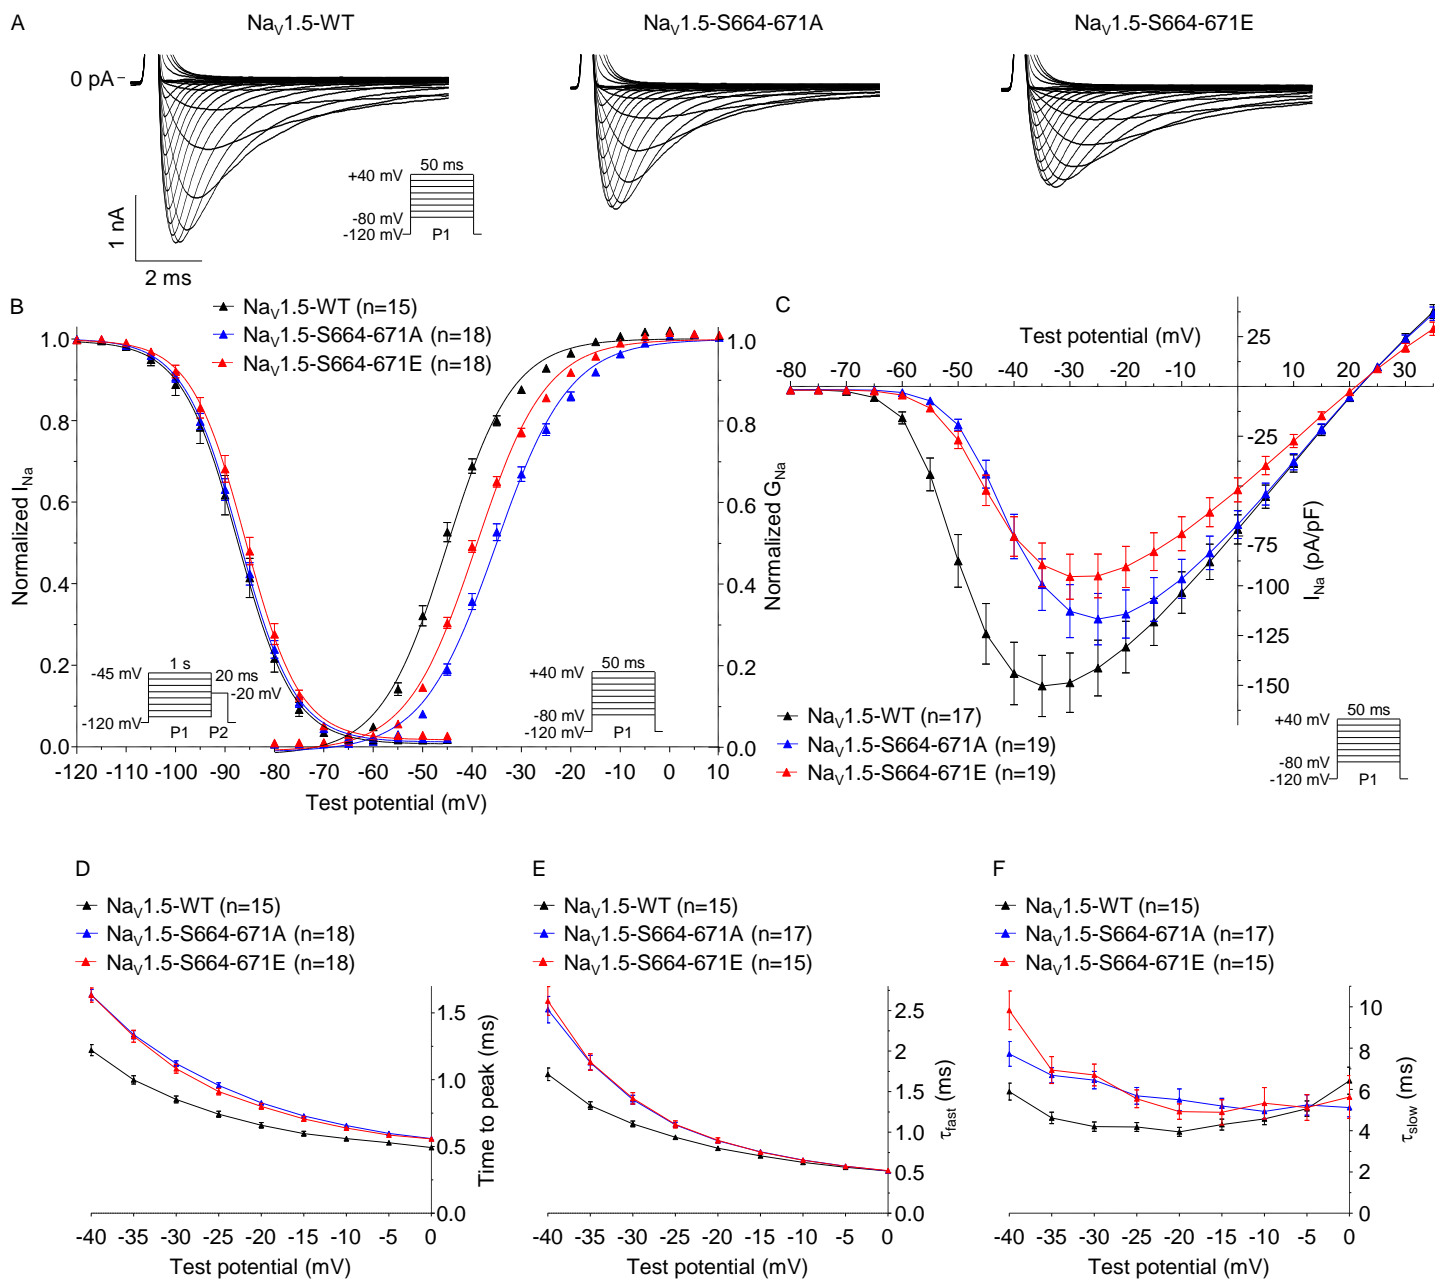 A
NaV1.5-WT
NaV1.5-S664-671A
NaV1.5-S664-671E
0 pA
1 nA
2 ms
50 ms
+40 mV
-80 mV
-120 mV
P1
B
NaV1.5-WT (n=15)
NaV1.5-S664-671A (n=18)
NaV1.5-S664-671E (n=18)
Normalized INa
1.0
0.8
0.6
0.4
0.2
0.0
-45 mV
1 s
20 ms
-20 mV
-120 mV
P1 P2
50 ms
+40 mV
-80 mV
-120 mV
P1
1.0
0.8
0.6
0.4
0.2
0.0
Normalized GNa
-120 -110 -100 -90 -80 -70 -60 -50 -40 -30 -20 -10 0 10
Test potential (mV)
C
Test potential (mV)
-80 -70 -60 -50 -40 -30 -20 -10 10 20 30
25
-25
-75
-100
-125
-150
INa (pA/pF)
NaV1.5-WT (n=17)
NaV1.5-S664-671A (n=19)
NaV1.5-S664-671E (n=19)
50 ms
+40 mV
-80 mV
-120 mV
P1
D
NaV1.5-WT (n=15)
NaV1.5-S664-671A (n=18)
NaV1.5-S664-671E (n=18)
1.5
1.0
0.5
0.0
Time to peak (ms)
-40 -35 -30 -25 -20 -15 -10 -5 0
Test potential (mV)
E
NaV1.5-WT (n=15)
NaV1.5-S664-671A (n=17)
NaV1.5-S664-671E (n=15)
2.5
2
1.5
1.0
0.5
0.0
τfast (ms)
-40 -35 -30 -25 -20 -15 -10 -5 0
Test potential (mV)
F
NaV1.5-WT (n=15)
NaV1.5-S664-671A (n=17)
NaV1.5-S664-671E (n=15)
10
8
6
4
2
0
τslow (ms)
-40 -35 -30 -25 -20 -15 -10 -5 0
Test potential (mV)